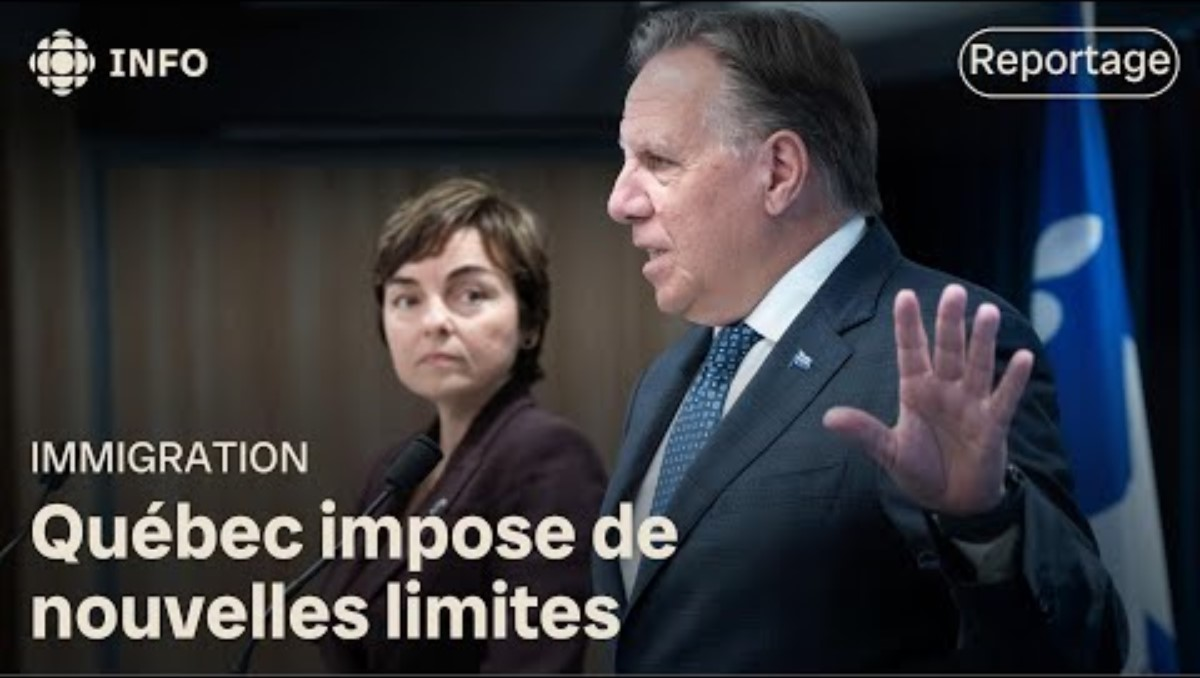 INFO
Reportage
IMMIGRATION
Québec impose de
nouvelles limites